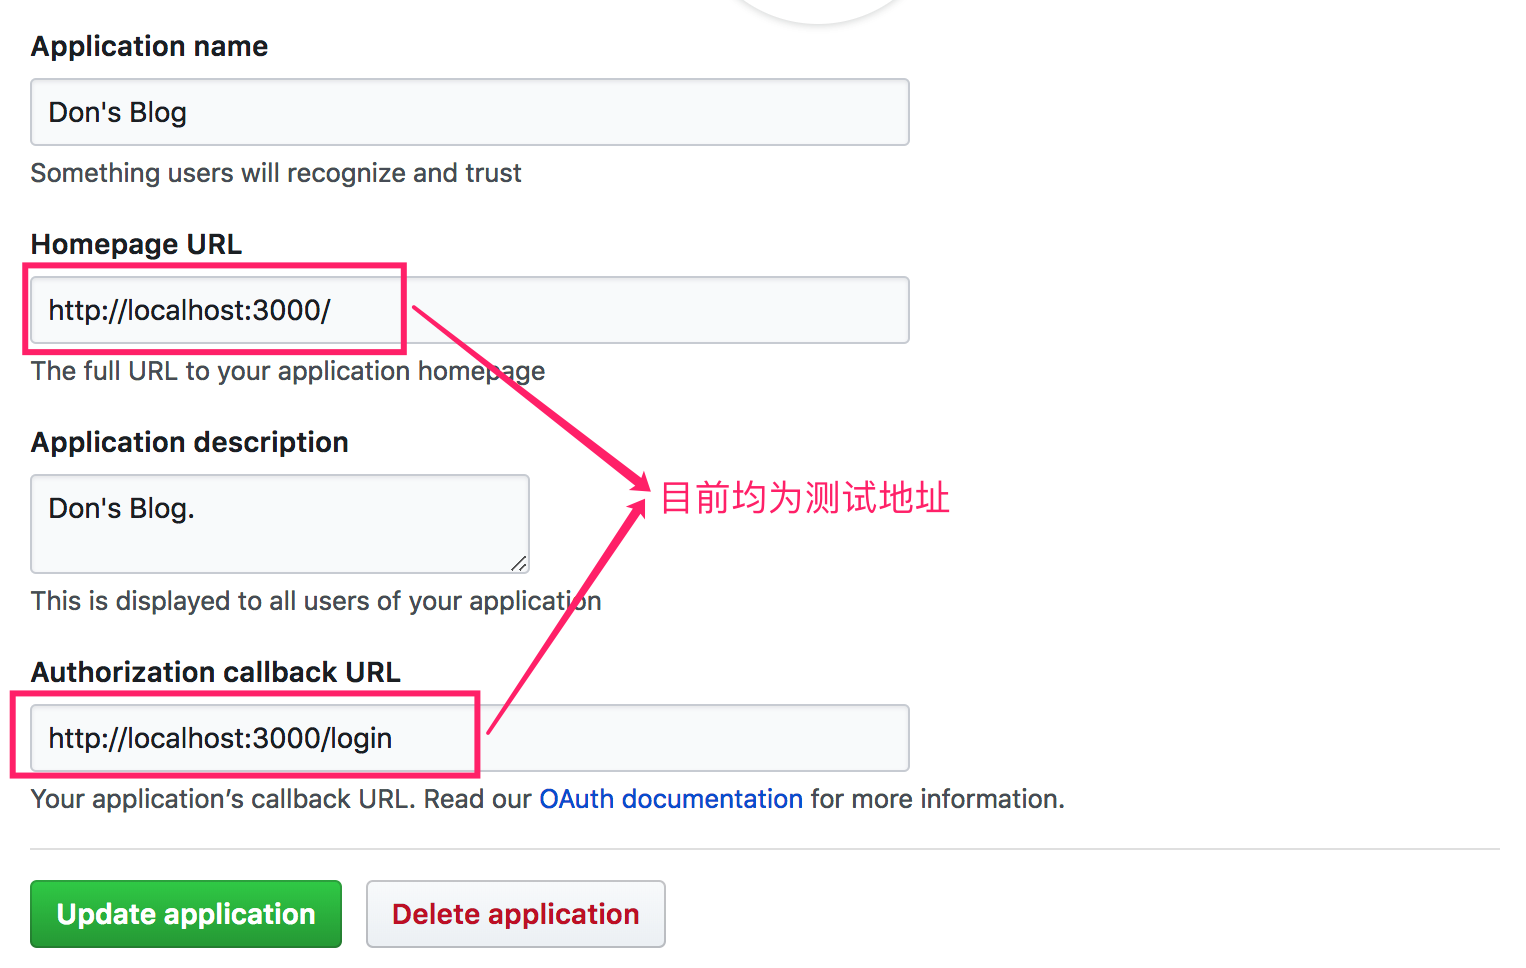 Application name
Don's Blog
Something users will recognize and trust
Homepage URL
http://localhost:3000/
The full URL to your application homepage
Application description
Don's Blog.
目前均为测试地址
This is displayed to all users of your application
Authorization callback URL
http://localhost:3000/login
Your application’s callback URL. Read our OAuth documentation for more information.
Update application
Delete application